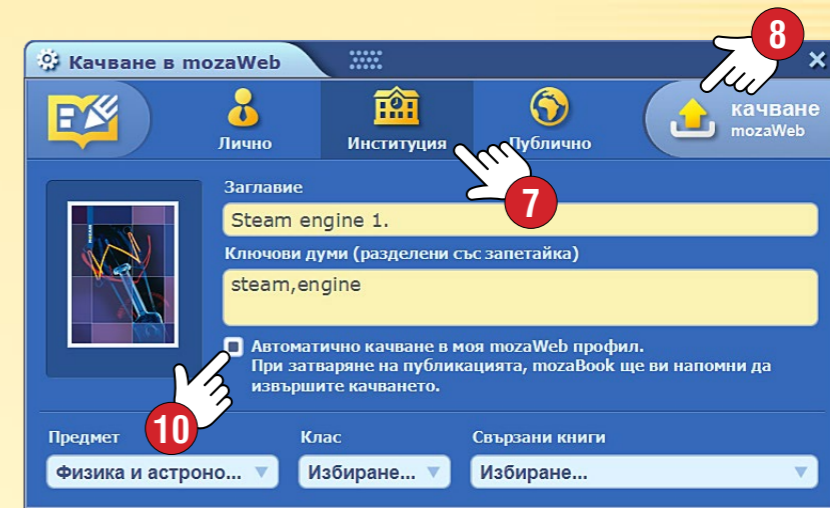 8
Качване в mozaWeb
Лично
Институция
Публично
качване
mozaWeb
7
Заглавие
Steam engine 1.
Ключови думи (разделени със запетайка)
steam,engine
Автоматично качване в моя mozaWeb профил.
При затваряне на публикацията, mozaBook ще ви напомни да
извършите качването.
10
Предмет
Клас
Свързани книги
Физика и астроно...
Избиране...
Избиране...